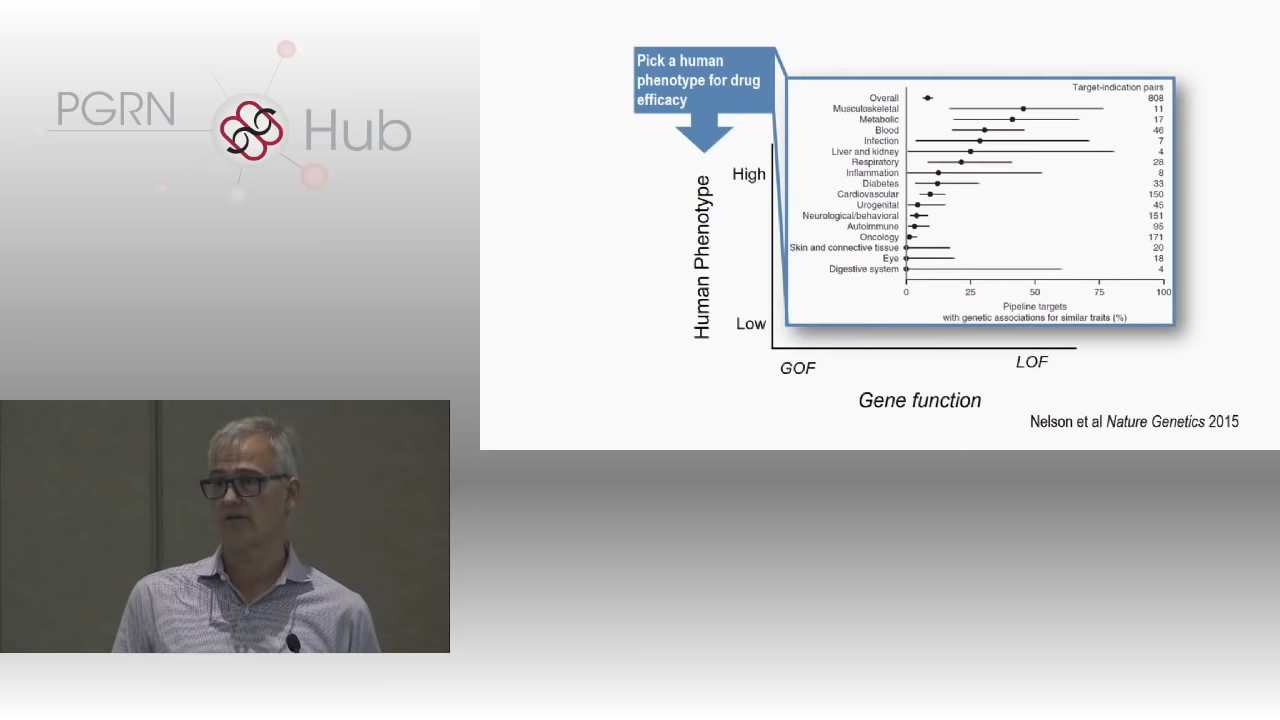 PGRN Hub
Pick a human
phenotype for drug
efficacy
Human Phenotype
High
Low
Target-indication pairs
Overall 808
Musculoskeletal 11
Metabolic 17
Blood 46
Infection 7
Liver and kidney 4
Respiratory 28
Inflammation 8
Diabetes 33
Cardiovascular 150
Urogenital 45
Neurological/behavioral 151
Autoimmune 95
Oncology 171
Skin and connective tissue 20
Eye 18
Digestive system 4
0 25 50 75 100
Pipeline targets
with genetic associations for similar traits (%)
GOF LOF
Gene function
Nelson et al Nature Genetics 2015